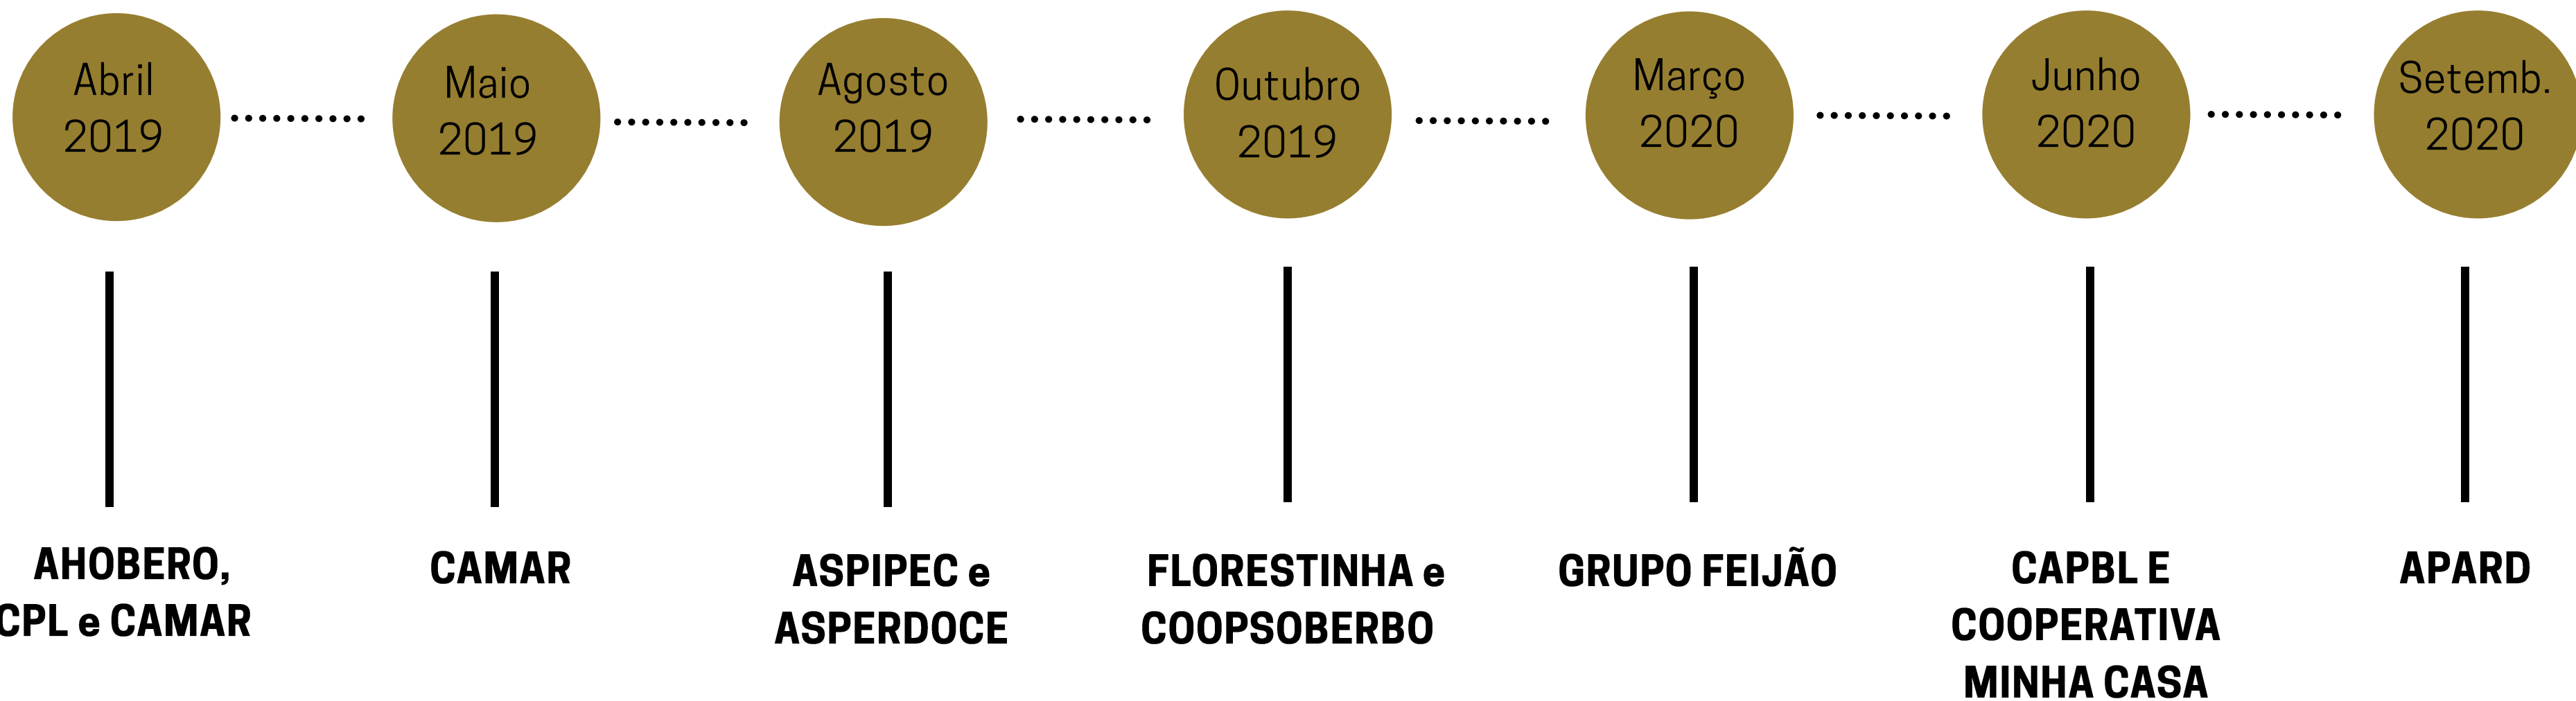 Abril
2019
Maio
2019
Agosto
2019
Outubro
2019
Março
2020
Junho
2020
Setemb.
2020
AHOBERO,
CPL e CAMAR
CAMAR
ASPIPEC e
ASPERDOCE
FLORESTINHA e
COOPSOBERBO
GRUPO FEIJÃO
CAPBL E
COOPERATIVA
MINHA CASA
APARD